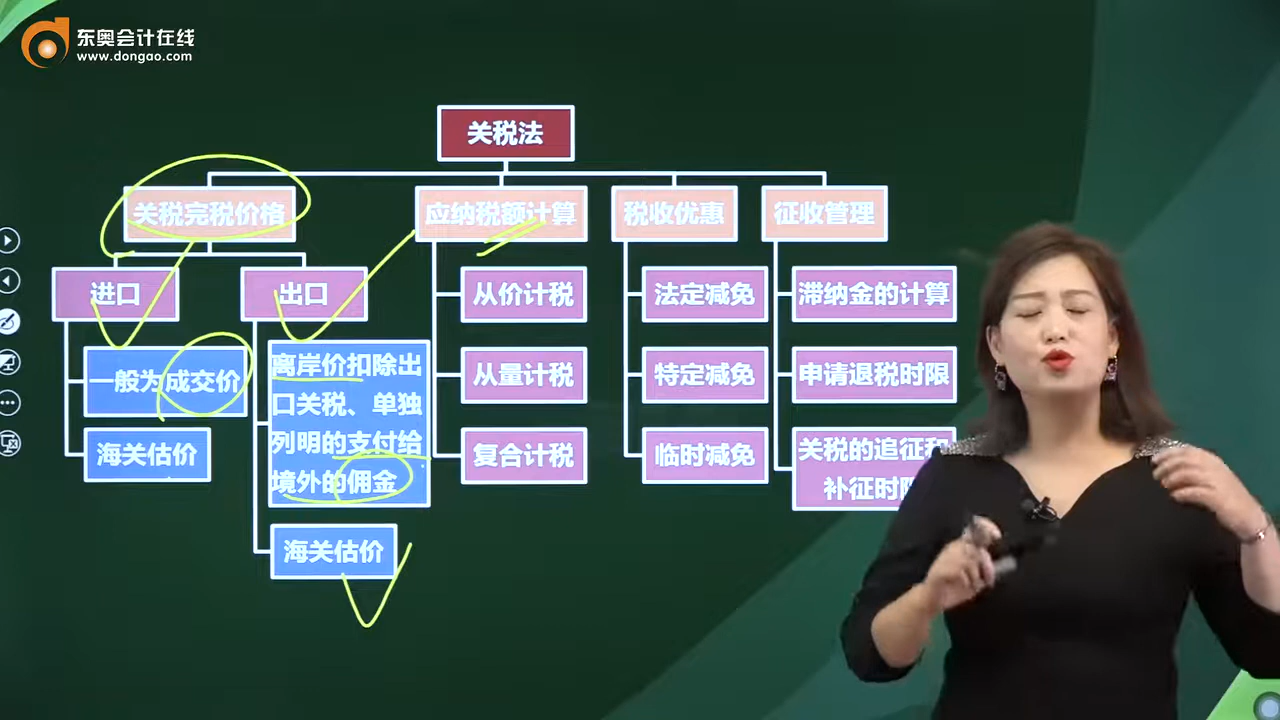 东奥会计在线
www.dongao.com
关税法
关税完税价格
应纳税额计算
税收优惠
征收管理
进口
出口
从价计税
法定减免
滞纳金的计算
一般为成交价
离岸价扣除出
口关税、单独
列明的支付给
境外的佣金
从量计税
特定减免
申请退税时限
海关估价
复合计税
临时减免
关税的追征和
补征时限
海关估价